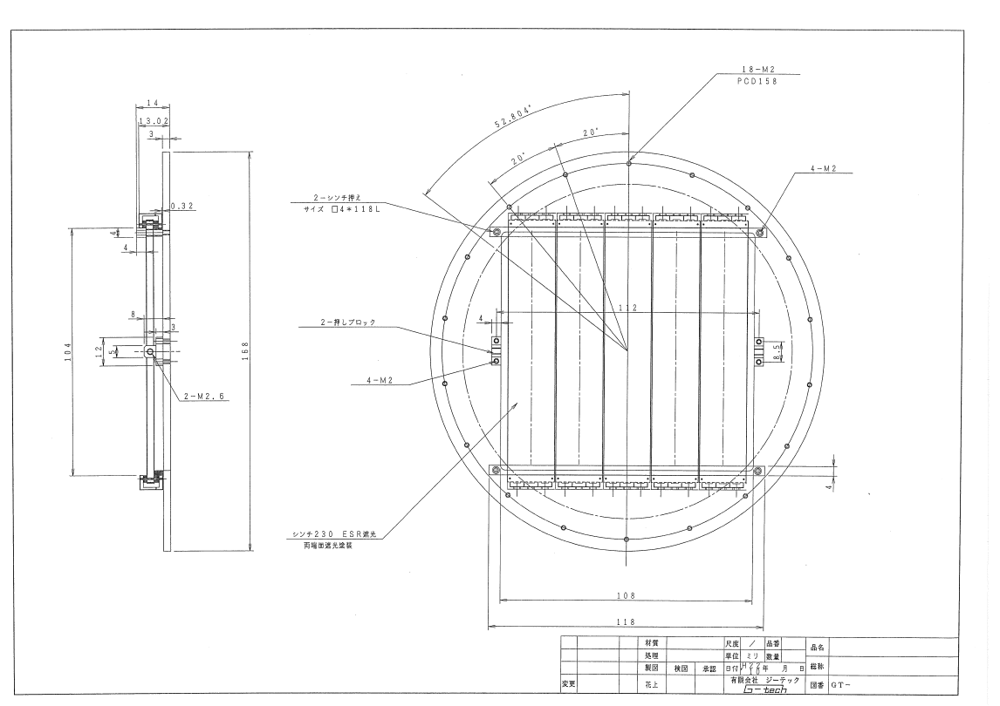 18-M2
PCD158
14
13.02
3
52.804°
20°
20°
4-M2
2-シンチ押え
サイズ □4*118L
0.32
4
4
112
8
3
4
2-押しブロック
104
12
5
168
8.5
4-M2
2-M2.6
4
シンチ230 ESR遮光
両端面遮光塗装
108
118
材質
尺度 / 品番
品名
処理
単位 ミリ 数量
製図 検図 承認
日付 H22 10 年 月 日
総称
変更
花上
有限会社 ジーテック
G-tech
図番 GT-